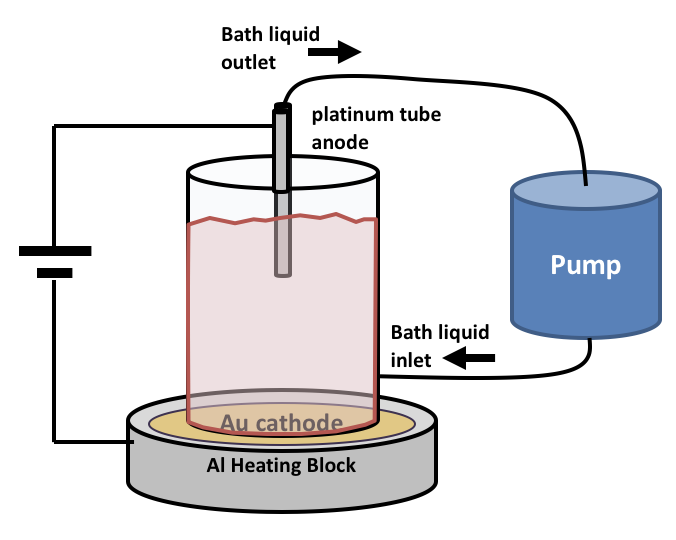 Bath liquid
outlet
platinum tube
anode
Pump
Bath liquid
inlet
Au cathode
Al Heating Block